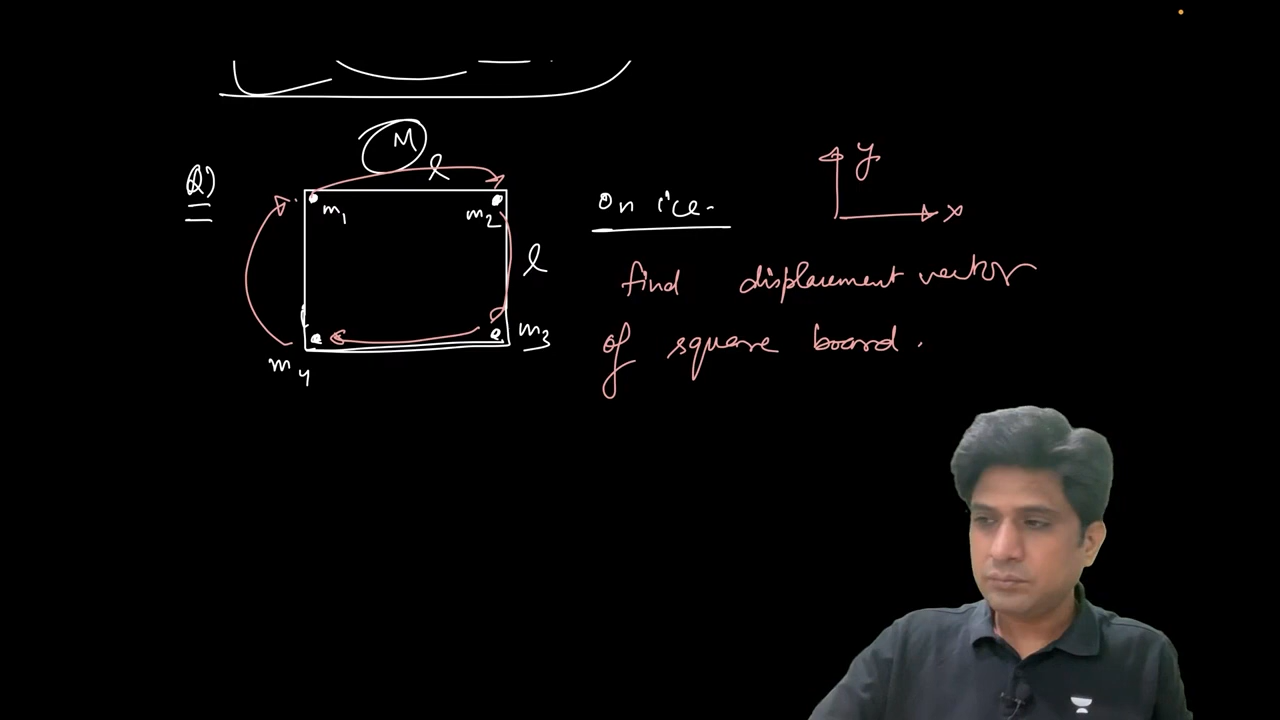 M
l
Q)
m1
m2
l
m3
m4
On ice.
y
x
find displacement vector
of square board.